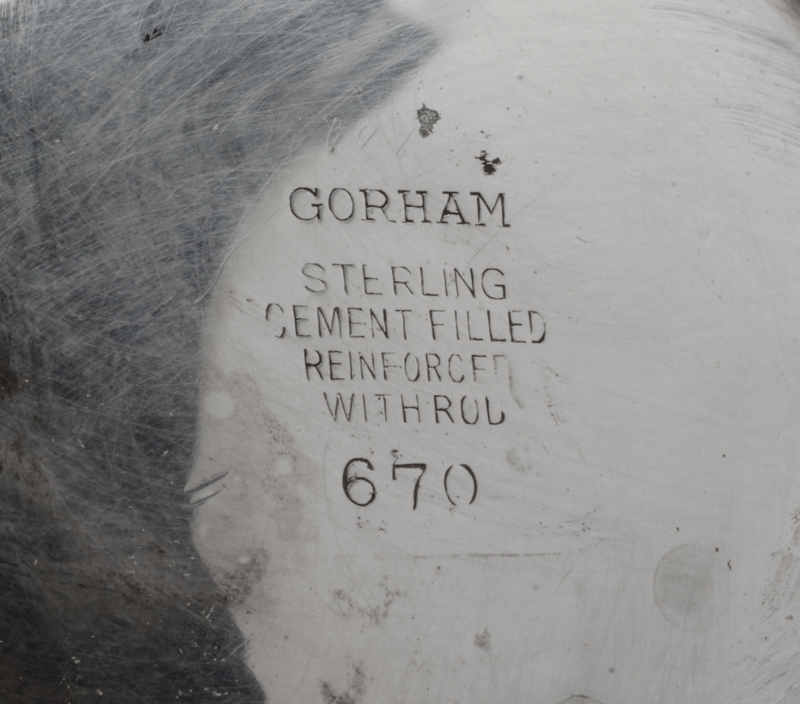 GORHAM
STERLING
CEMENT FILLED
REINFORCED
WITH ROD
670